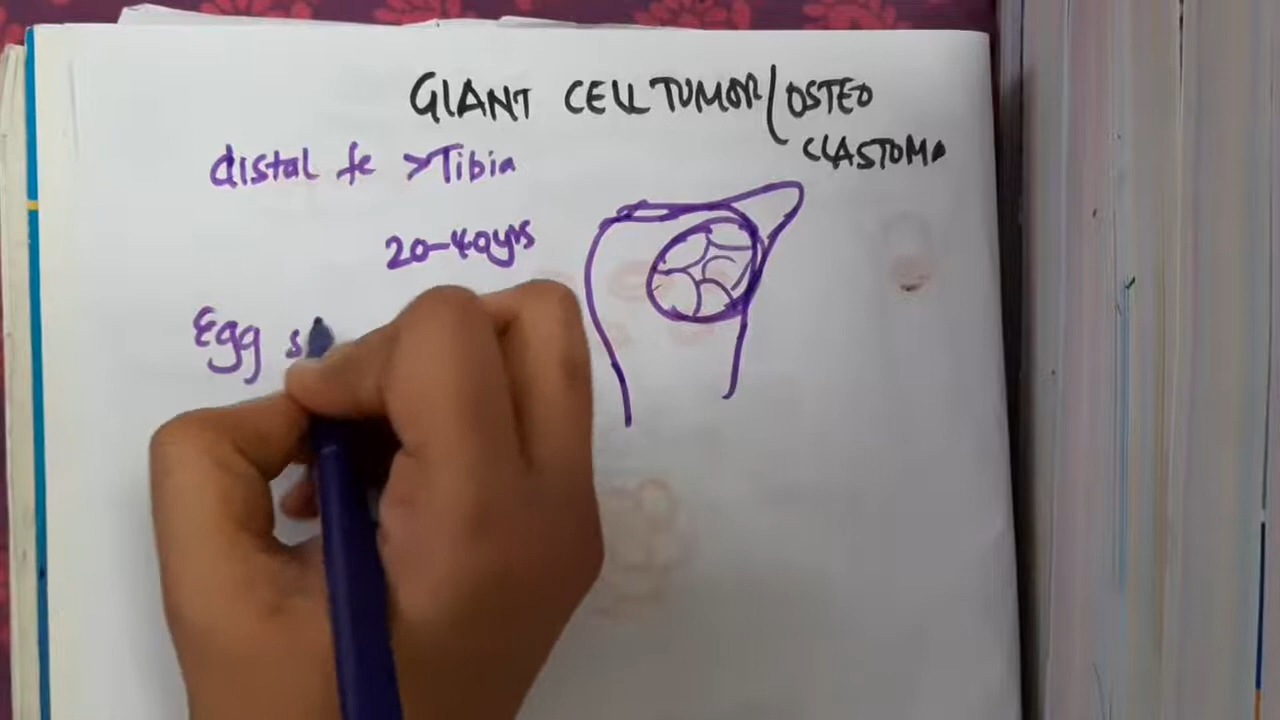 GIANT CELL TUMOR/OSTEO
CLASTOMA
distal fe >Tibia
20-40yrs
Egg s